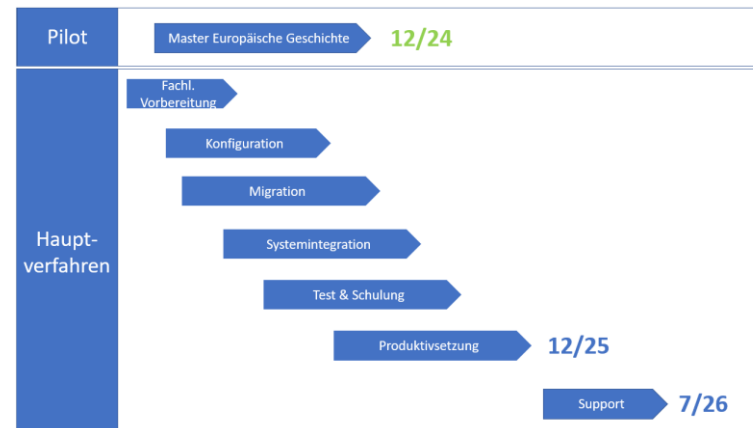 Pilot
Master Europäische Geschichte
12/24
Fachl.
Vorbereitung
Konfiguration
Migration
Haupt-
verfahren
Systemintegration
Test & Schulung
Produktivsetzung
12/25
Support
7/26